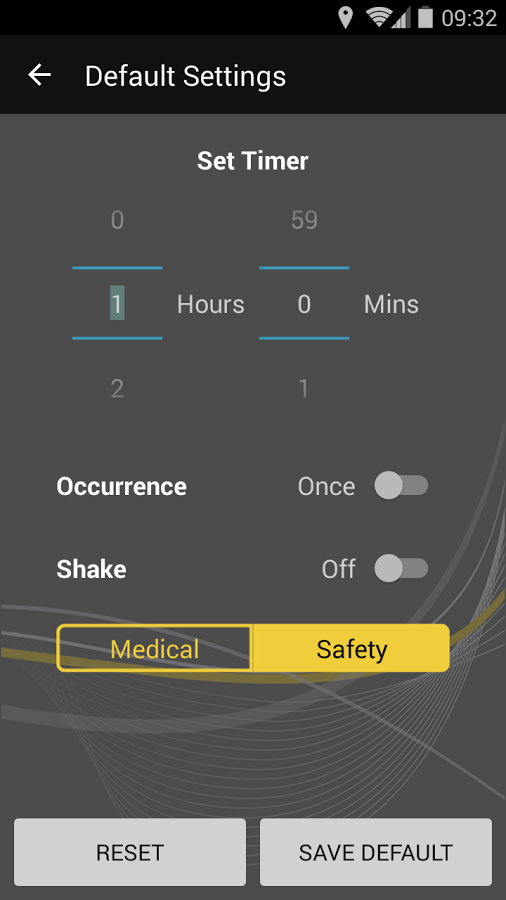 09:32
Default Settings
Set Timer
0 59
1 Hours 0 Mins
2 1
Occurrence Once
Shake Off
Medical Safety
RESET SAVE DEFAULT